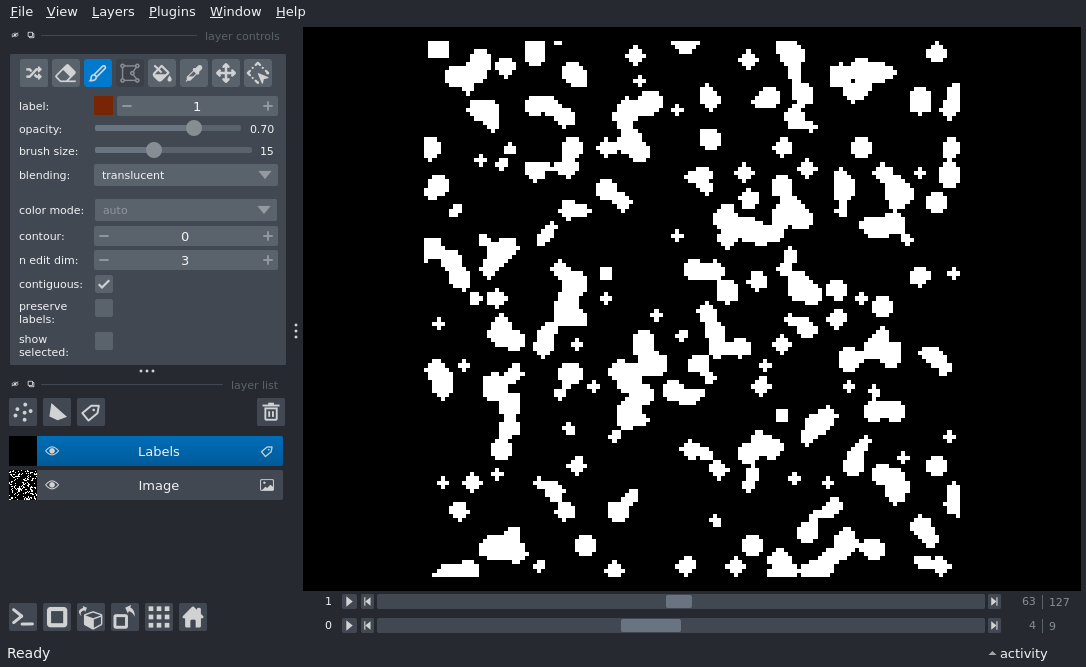 File View Layers Plugins Window Help
layer controls
label: 1
opacity: 0.70
brush size: 15
blending: translucent
color mode: auto
contour: 0
n edit dim: 3
contiguous:
preserve
labels:
show
selected:
layer list
Labels
Image
1 63 127
0 4 9
Ready activity